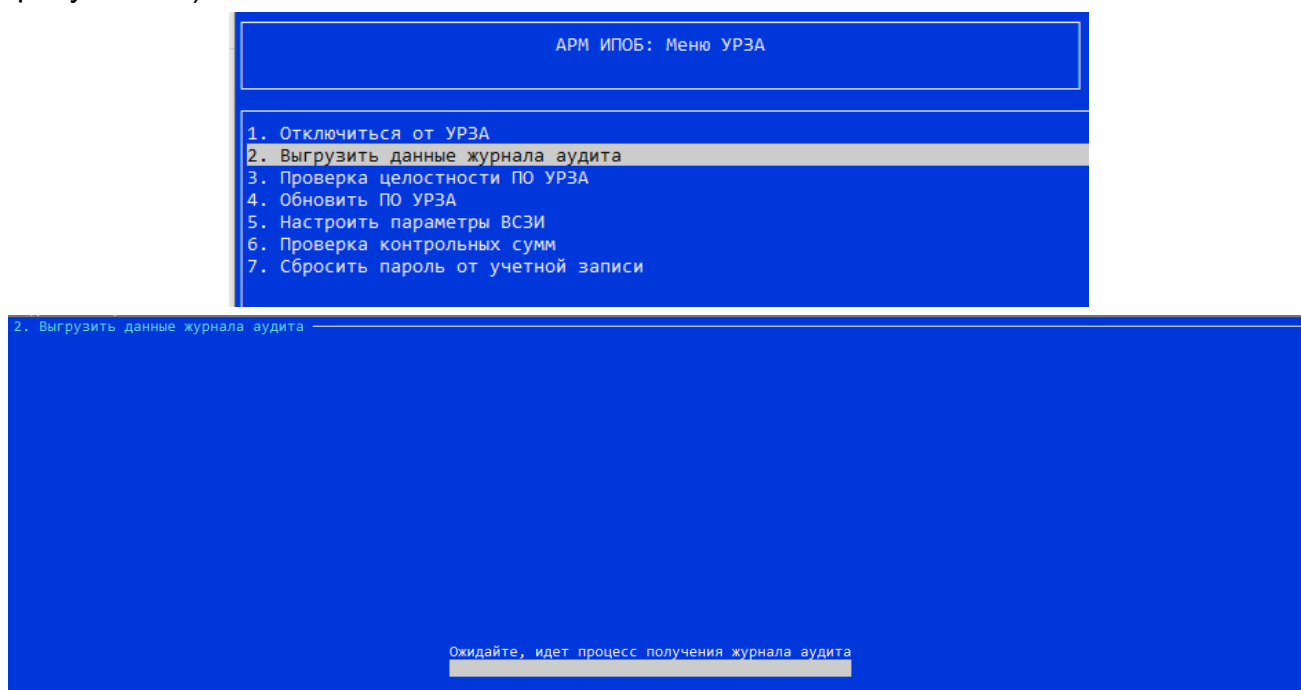 АРМ ИПОБ: Меню УРЗА
1. Отключиться от УРЗА
2. Выгрузить данные журнала аудита
3. Проверка целостности ПО УРЗА
4. Обновить ПО УРЗА
5. Настроить параметры ВСЗИ
6. Проверка контрольных сумм
7. Сбросить пароль от учетной записи
2. Выгрузить данные журнала аудита
Ожидайте, идет процесс получения журнала аудита